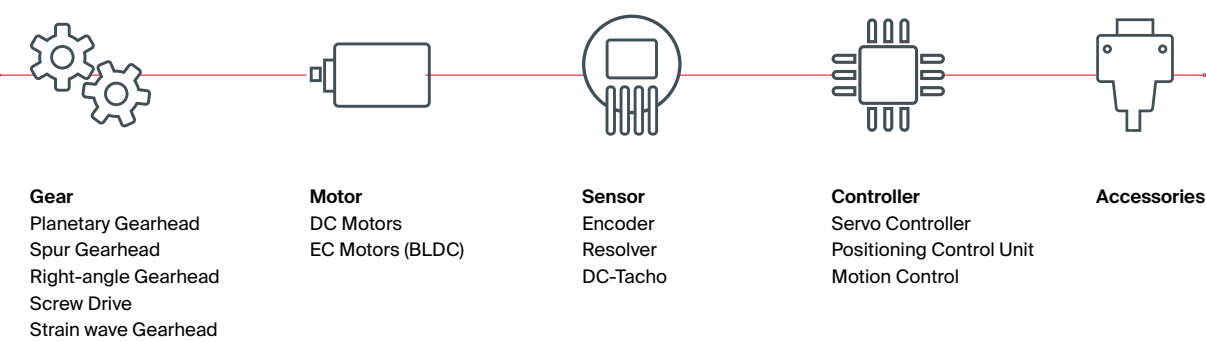 Gear
Planetary Gearhead
Spur Gearhead
Right-angle Gearhead
Screw Drive
Strain wave Gearhead
Motor
DC Motors
EC Motors (BLDC)
Sensor
Encoder
Resolver
DC-Tacho
Controller
Servo Controller
Positioning Control Unit
Motion Control
Accessories